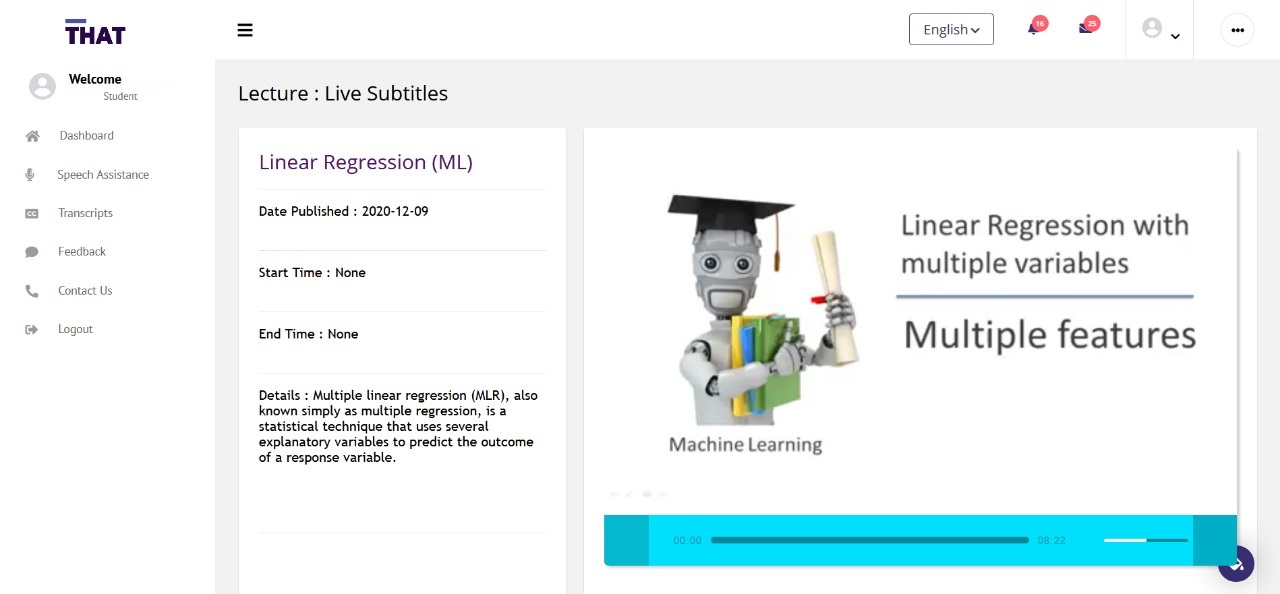 THAT
English
16
25
Welcome
Student
Dashboard
Speech Assistance
CC
Transcripts
Feedback
Contact Us
Logout
Lecture : Live Subtitles
Linear Regression (ML)
Date Published : 2020-12-09
Start Time : None
End Time : None
Details : Multiple linear regression (MLR), also
known simply as multiple regression, is a
statistical technique that uses several
explanatory variables to predict the outcome
of a response variable.
Linear Regression with
multiple variables
Multiple features
Machine Learning
00:00
08:22